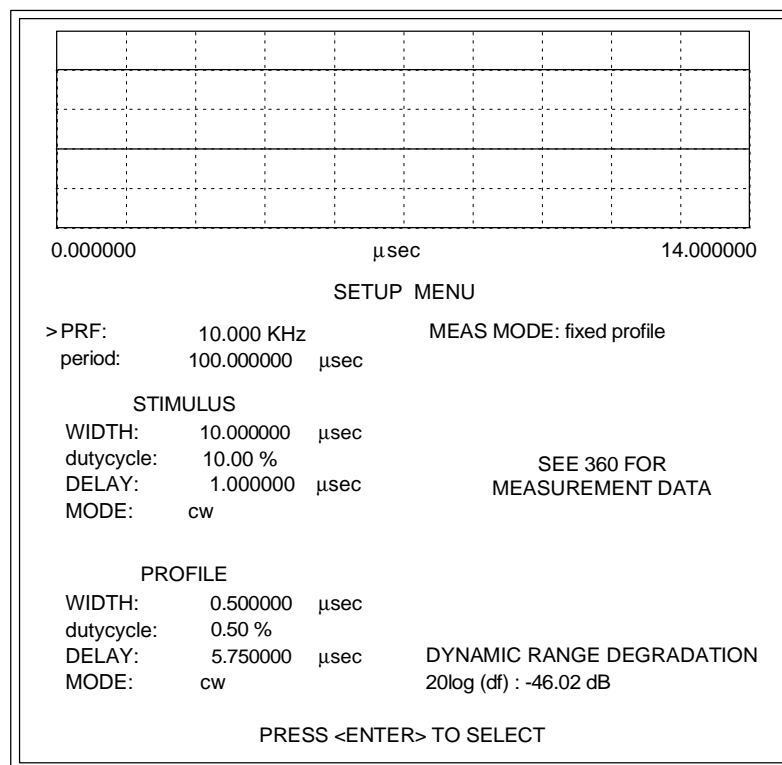 0.000000 µsec 14.000000
SETUP MENU
>PRF: 10.000 KHz MEAS MODE: fixed profile
period: 100.000000 µsec
STIMULUS
WIDTH: 10.000000 µsec
dutycycle: 10.00 %
DELAY: 1.000000 µsec
MODE: cw
SEE 360 FOR
MEASUREMENT DATA
PROFILE
WIDTH: 0.500000 µsec
dutycycle: 0.50 %
DELAY: 5.750000 µsec
MODE: cw
DYNAMIC RANGE DEGRADATION
20log (df) : -46.02 dB
PRESS <ENTER> TO SELECT